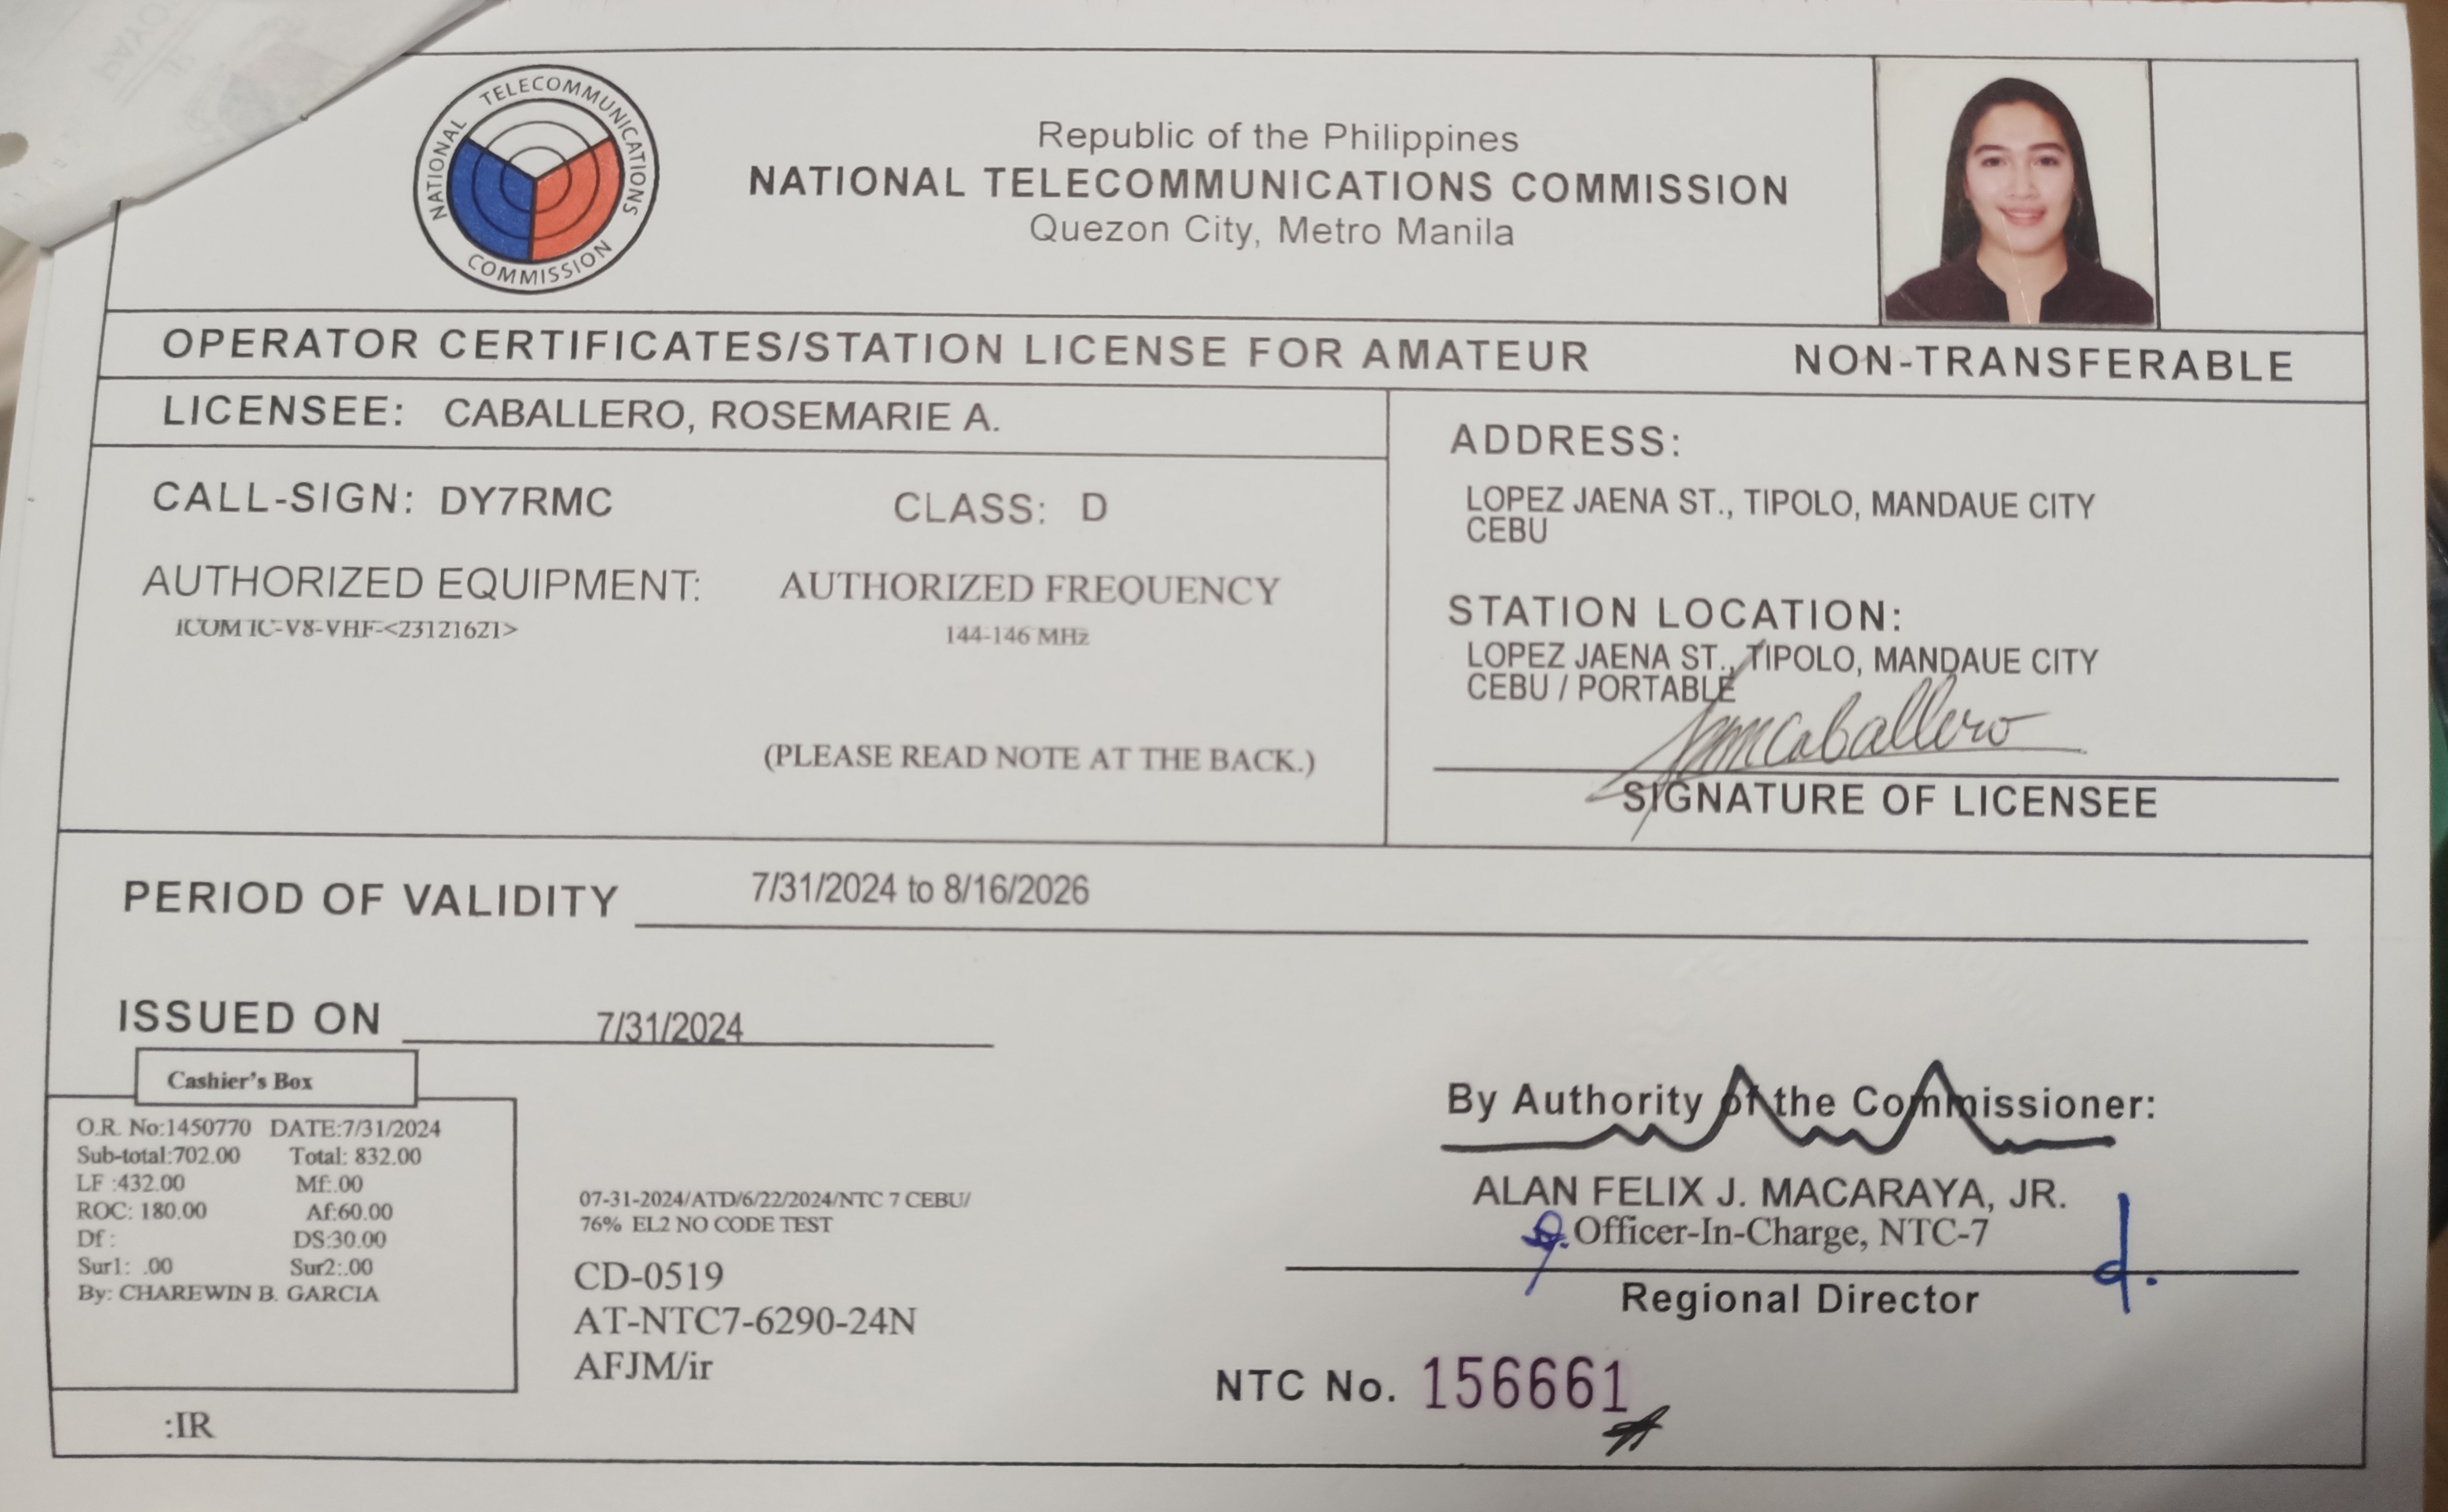 NATIONAL TELECOMMUNICATIONS COMMISSION
Republic of the Philippines
NATIONAL TELECOMMUNICATIONS COMMISSION
Quezon City, Metro Manila
OPERATOR CERTIFICATES/STATION LICENSE FOR AMATEUR NON-TRANSFERABLE
LICENSEE: CABALLERO, ROSEMARIE A.
CALL-SIGN: DY7RMC CLASS: D
AUTHORIZED EQUIPMENT: AUTHORIZED FREQUENCY
ICOM IC-V8-VHF-<23121621> 144-146 MHz
(PLEASE READ NOTE AT THE BACK.)
ADDRESS:
LOPEZ JAENA ST., TIPOLO, MANDAUE CITY
CEBU
STATION LOCATION:
LOPEZ JAENA ST., TIPOLO, MANDAUE CITY
CEBU / PORTABLE
SIGNATURE OF LICENSEE
PERIOD OF VALIDITY 7/31/2024 to 8/16/2026
ISSUED ON 7/31/2024
Cashier's Box
O.R. No:1450770 DATE:7/31/2024
Sub-total:702.00 Total: 832.00
LF :432.00 Mf:.00
ROC: 180.00 Af:60.00
Df : DS:30.00
Sur1: .00 Sur2:.00
By: CHAREWIN B. GARCIA
:IR
07-31-2024/ATD/6/22/2024/NTC 7 CEBU/
76% EL2 NO CODE TEST
CD-0519
AT-NTC7-6290-24N
AFJM/ir
By Authority of the Commissioner:
ALAN FELIX J. MACARAYA, JR.
Officer-In-Charge, NTC-7
Regional Director
NTC No. 156661